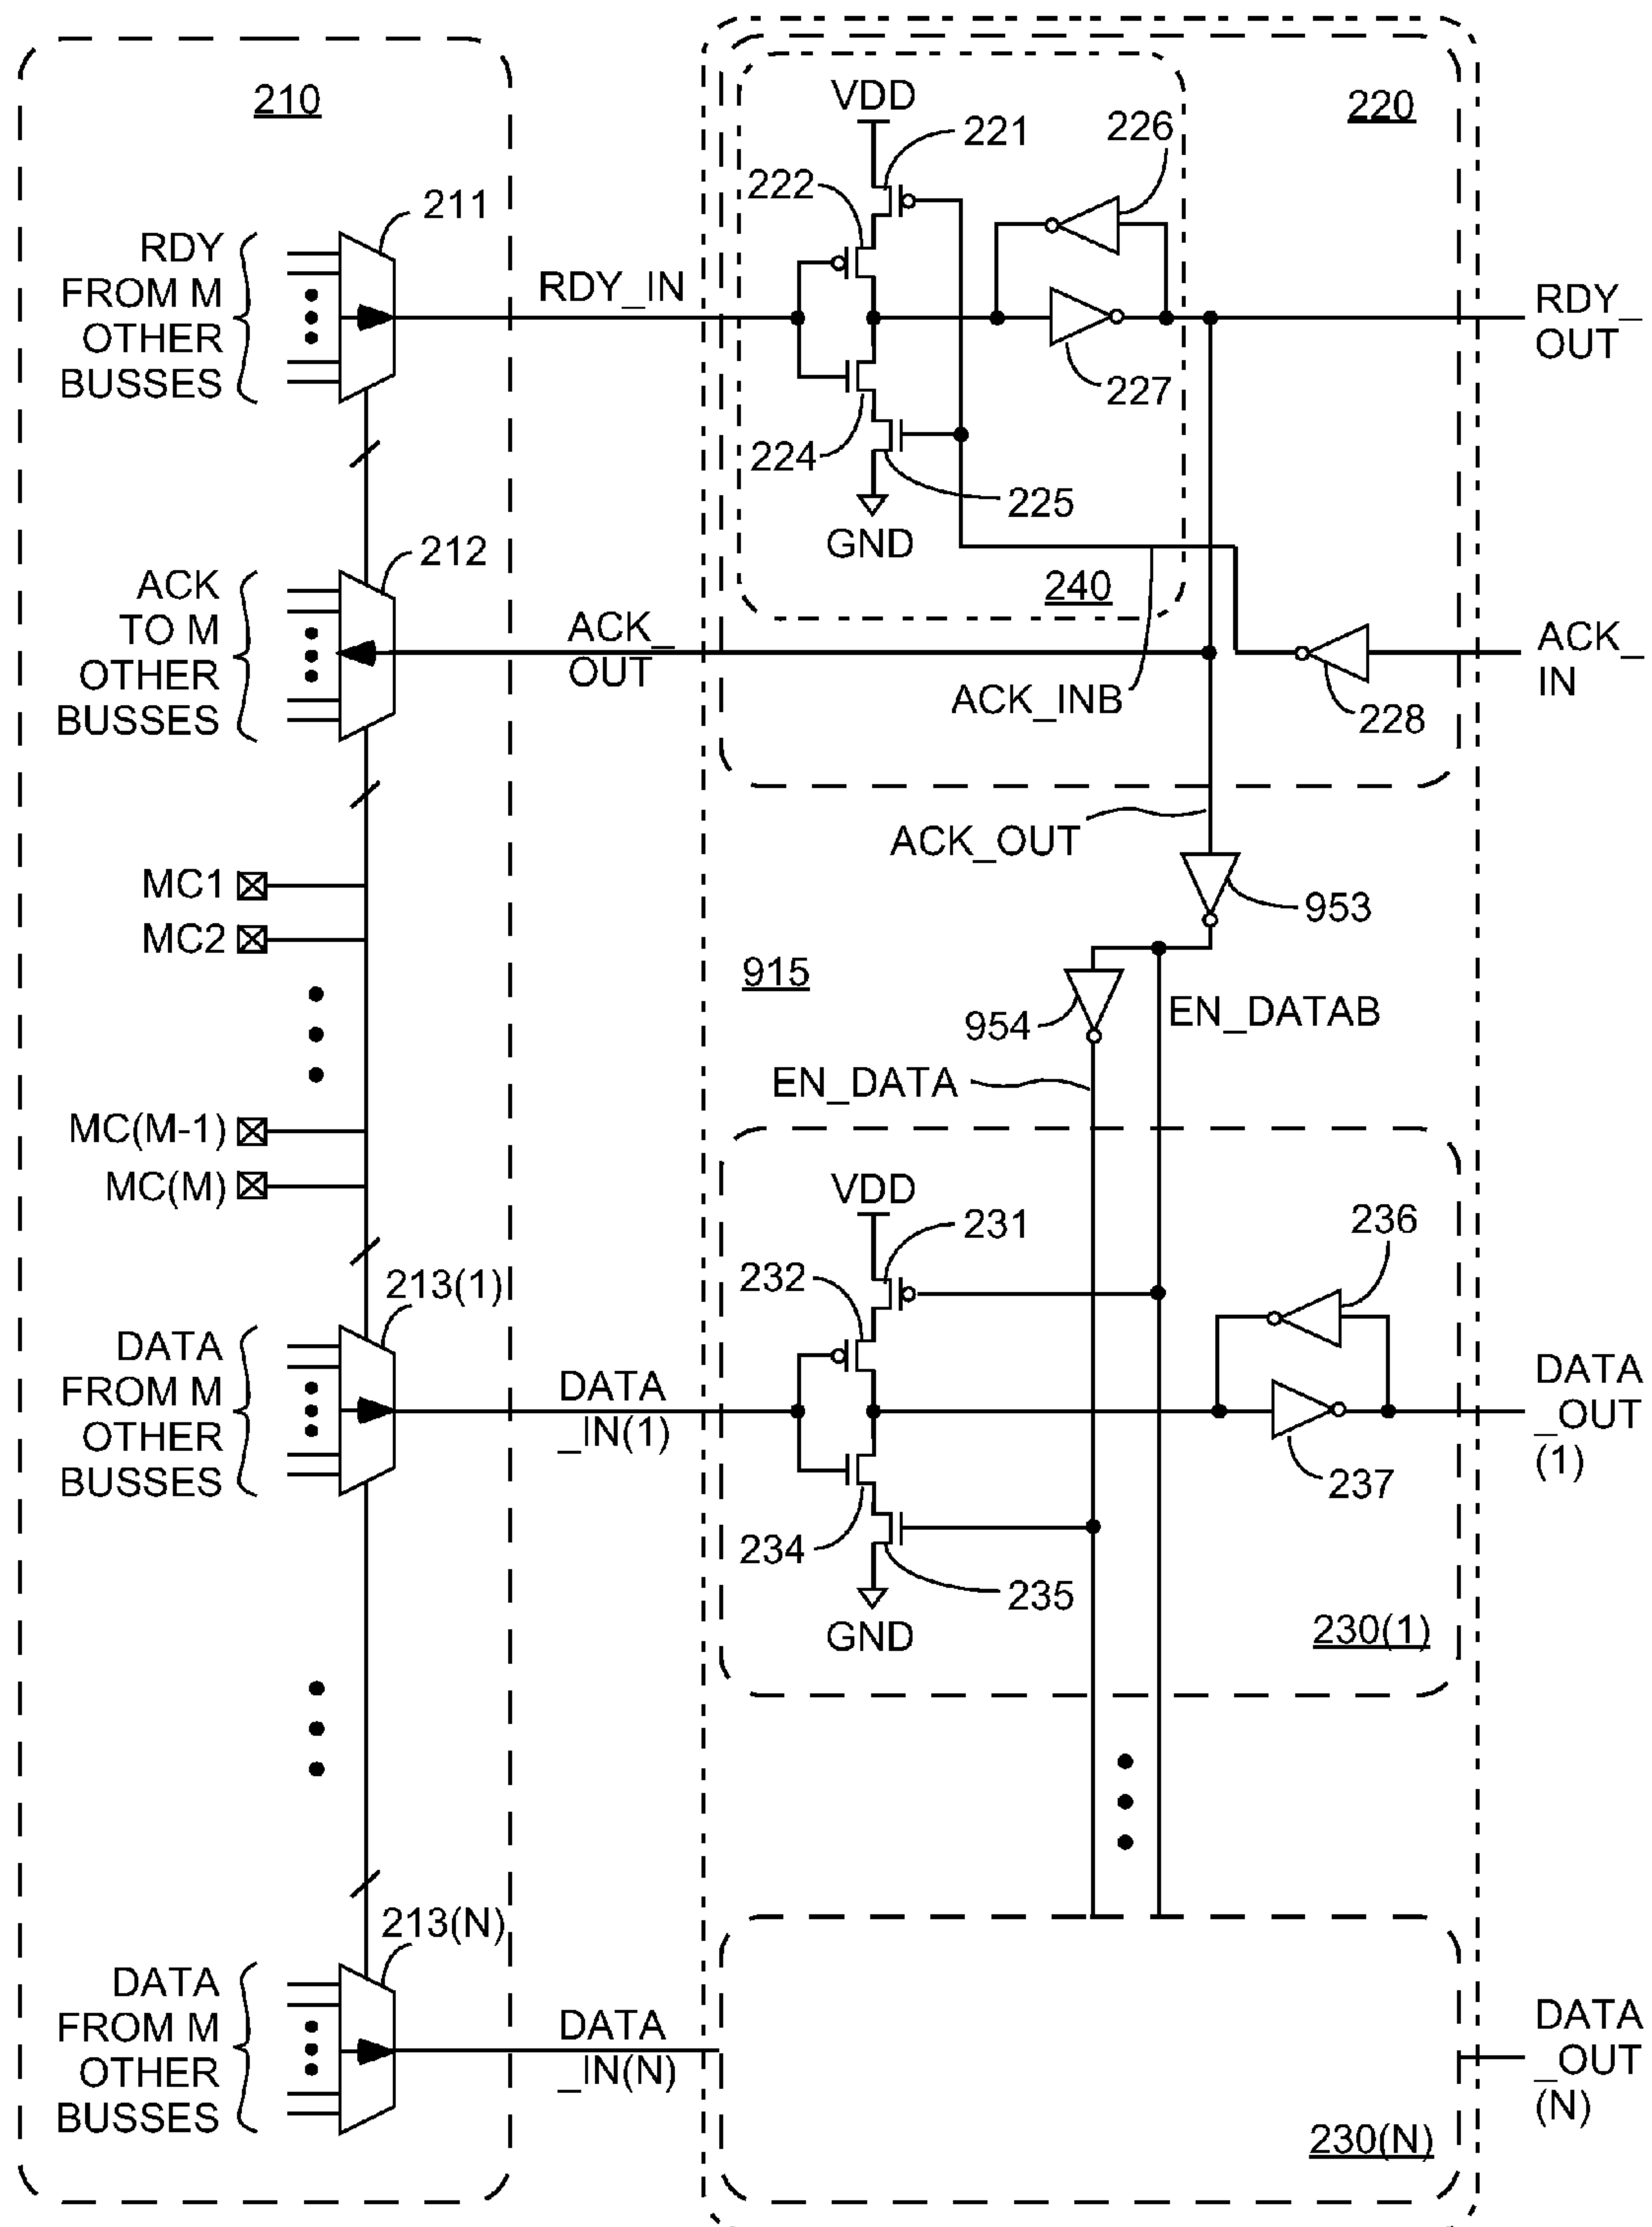 210
220
VDD
221
226
222
211
RDY
FROM M
OTHER
BUSSES
RDY_IN
RDY_
OUT
227
224
225
GND
212
240
ACK
TO M
OTHER
BUSSES
ACK_
OUT
ACK_
IN
ACK_INB
228
ACK_OUT
MC1
953
MC2
915
954
EN_DATAB
EN_DATA
MC(M-1)
MC(M)
VDD
231
236
232
213(1)
DATA
FROM M
OTHER
BUSSES
DATA
_IN(1)
DATA
_OUT
(1)
237
234
235
GND
230(1)
213(N)
DATA
FROM M
OTHER
BUSSES
DATA
_IN(N)
DATA
_OUT
(N)
230(N)